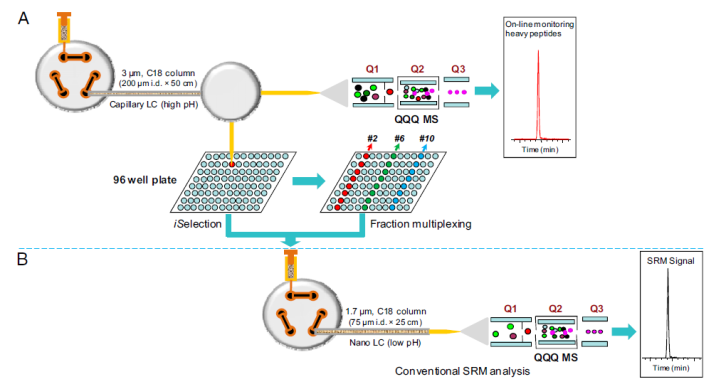 A
3 µm, C18 column
(200 µm i.d. × 50 cm)
Capillary LC (high pH)
Q1 Q2 Q3
QQQ MS
On-line monitoring
heavy peptides
Time (min)
#2 #6 #10
96 well plate
iSelection
Fraction multiplexing
B
1.7 µm, C18 column
(75 µm i.d. × 25 cm)
Nano LC (low pH)
Q1 Q2 Q3
QQQ MS
SRM Signal
Time (min)
Conventional SRM analysis